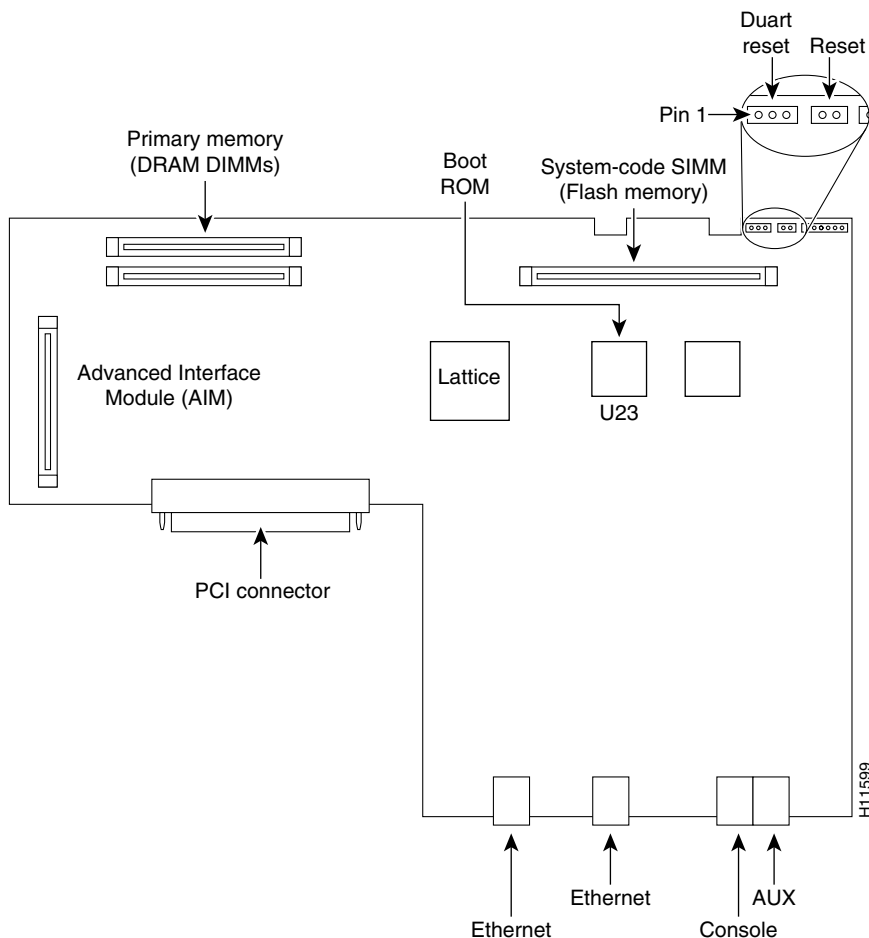 Duart
reset
Reset
Pin 1
Primary memory
(DRAM DIMMs)
Boot
ROM
System-code SIMM
(Flash memory)
Advanced Interface
Module (AIM)
Lattice
U23
PCI connector
H11599
Ethernet
AUX
Ethernet
Console